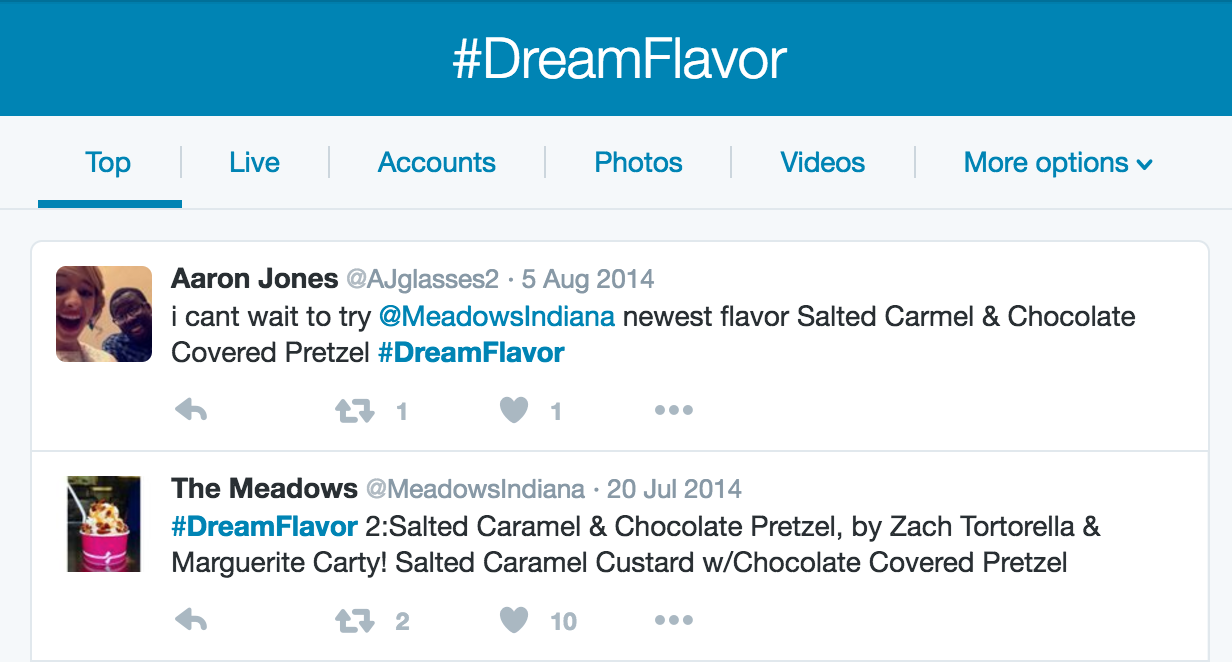 #DreamFlavor
Top Live Accounts Photos Videos More options
Aaron Jones @AJglasses2 · 5 Aug 2014
i cant wait to try @MeadowsIndiana newest flavor Salted Carmel & Chocolate
Covered Pretzel #DreamFlavor
1 1
The Meadows @MeadowsIndiana · 20 Jul 2014
#DreamFlavor 2:Salted Caramel & Chocolate Pretzel, by Zach Tortorella &
Marguerite Carty! Salted Caramel Custard w/Chocolate Covered Pretzel
2 10